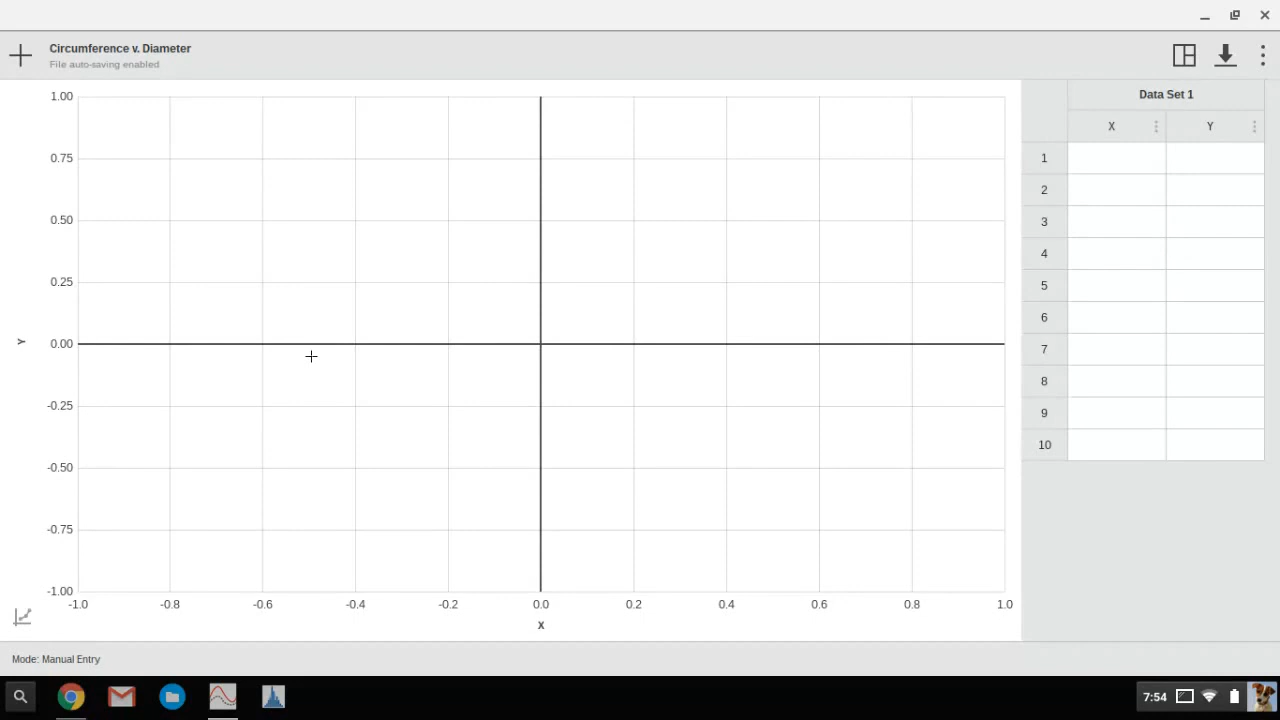 Circumference v. Diameter
File auto-saving enabled
1.00
0.75
0.50
0.25
0.00
-0.25
-0.50
-0.75
-1.00
Y
-1.0 -0.8 -0.6 -0.4 -0.2 0.0 0.2 0.4 0.6 0.8 1.0
X
Data Set 1
X Y
1
2
3
4
5
6
7
8
9
10
Mode: Manual Entry
7:54